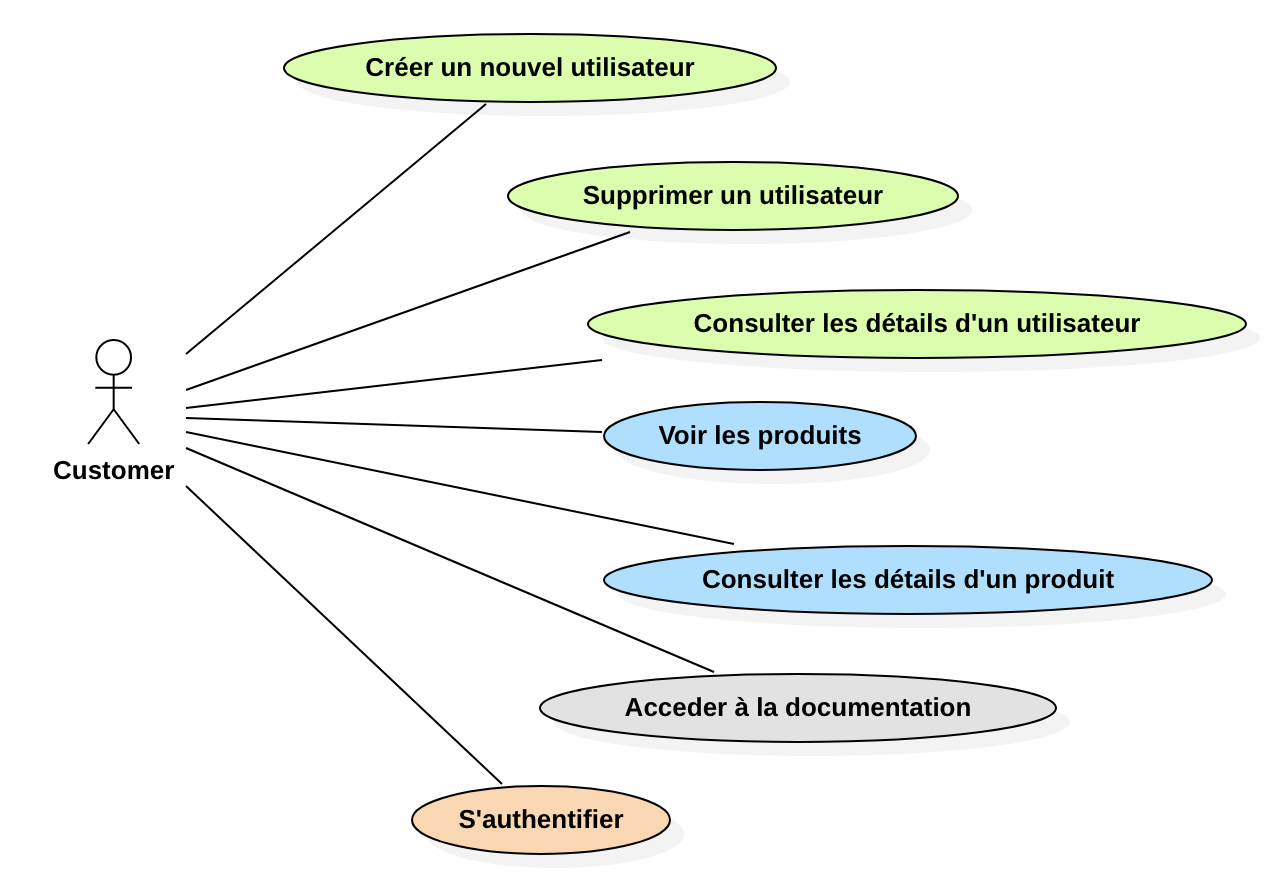 Créer un nouvel utilisateur
Supprimer un utilisateur
Consulter les détails d'un utilisateur
Voir les produits
Customer
Consulter les détails d'un produit
Acceder à la documentation
S'authentifier